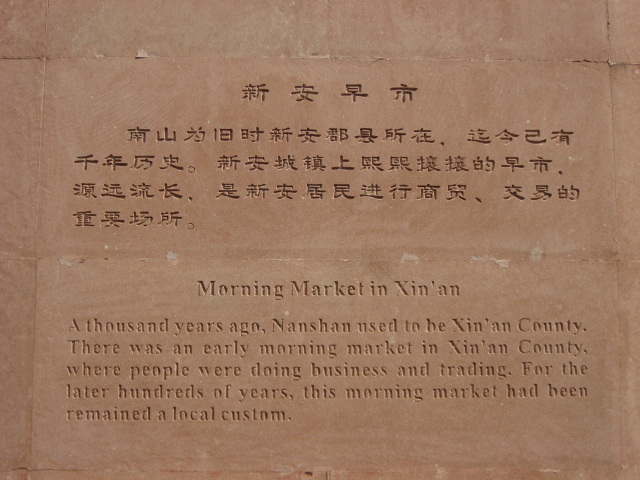 新安早市
南山为旧时新安郡县所在，迄今已有
千年历史。新安城镇上熙熙攘攘的早市，
源远流长，是新安居民进行商贸、交易的
重要场所。
Morning Market in Xin'an
A thousand years ago, Nanshan used to be Xin'an County.
There was an early morning market in Xin'an County,
where people were doing business and trading. For the
later hundreds of years, this morning market had been
remained a local custom.